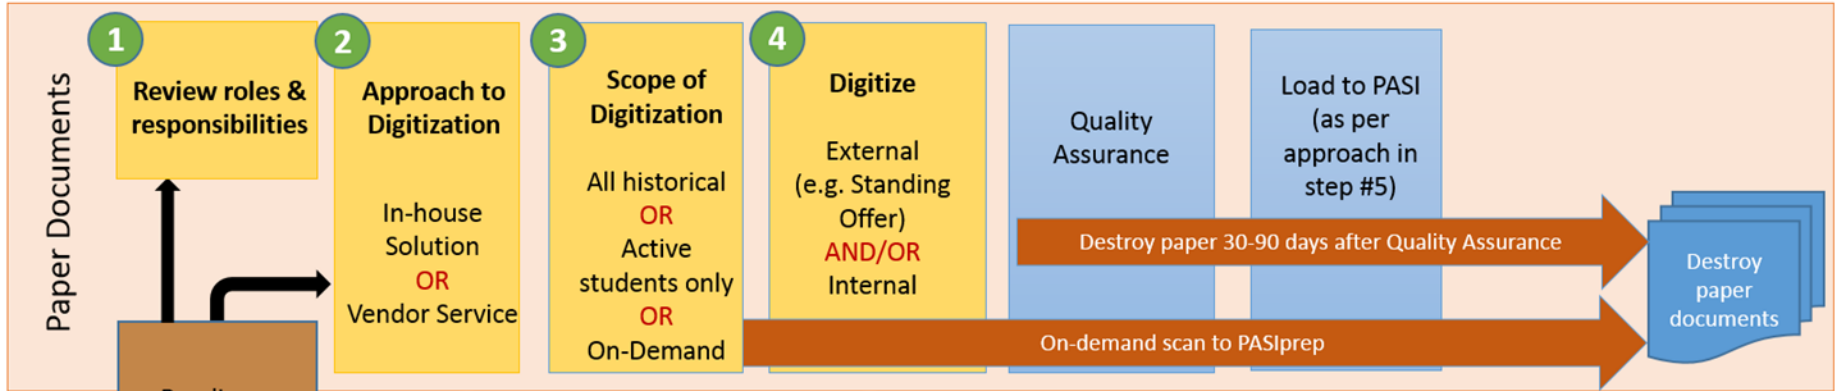 Paper Documents
1
Review roles &
responsibilities
2
Approach to
Digitization
In-house
Solution
OR
Vendor Service
3
Scope of
Digitization
All historical
OR
Active
students only
OR
On-Demand
4
Digitize
External
(e.g. Standing
Offer)
AND/OR
Internal
Quality
Assurance
Load to PASI
(as per
approach in
step #5)
Destroy paper 30-90 days after Quality Assurance
On-demand scan to PASIprep
Destroy
paper
documents